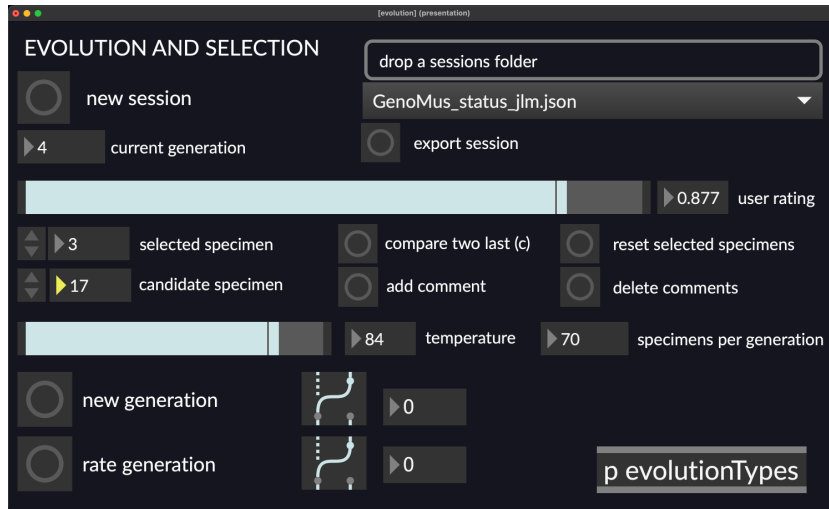 [evolution] (presentation)
EVOLUTION AND SELECTION
drop a sessions folder
new session
GenoMus_status_jlm.json
4 current generation
export session
0.877 user rating
3 selected specimen
compare two last (c)
reset selected specimens
17 candidate specimen
add comment
delete comments
84 temperature
70 specimens per generation
new generation
0
rate generation
0
p evolutionTypes